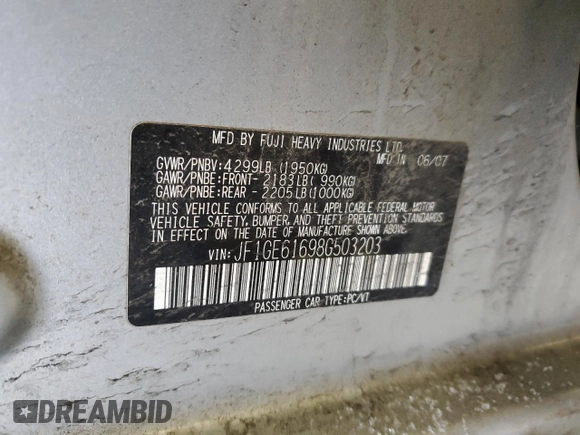 MFD BY FUJI HEAVY INDUSTRIES LTD.
MFD IN 06/07
GVWR/PNBV: 4299LB (1950KG)
GAWR/PNBE: FRONT- 2183LB( 990KG)
GAWR/PNBE: REAR - 2205LB(1000KG)
THIS VEHICLE CONFORMS TO ALL APPLICABLE FEDERAL MOTOR
VEHICLE SAFETY, BUMPER, AND THEFT PREVENTION STANDARDS
IN EFFECT ON THE DATE OF MANUFACTURE SHOWN ABOVE.
VIN: JF1GE61698G503203
PASSENGER CAR TYPE:PC/VT
DREAMBID